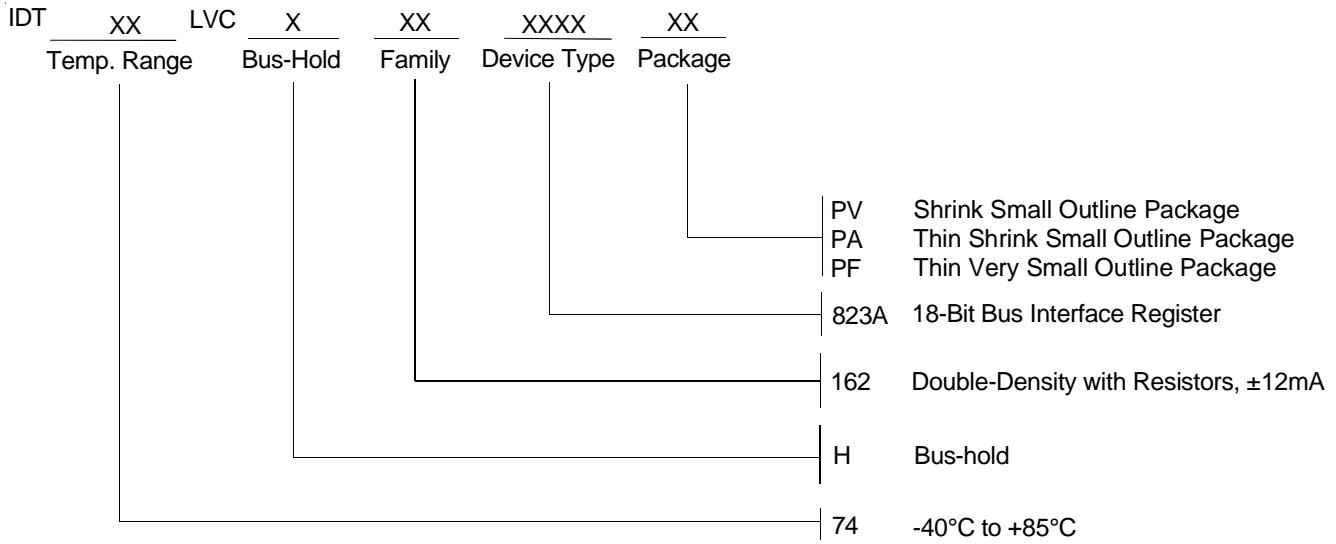 IDT XX LVC X XX XXXX XX
Temp. Range Bus-Hold Family Device Type Package
PV Shrink Small Outline Package
PA Thin Shrink Small Outline Package
PF Thin Very Small Outline Package
823A 18-Bit Bus Interface Register
162 Double-Density with Resistors, ±12mA
H Bus-hold
74 -40°C to +85°C